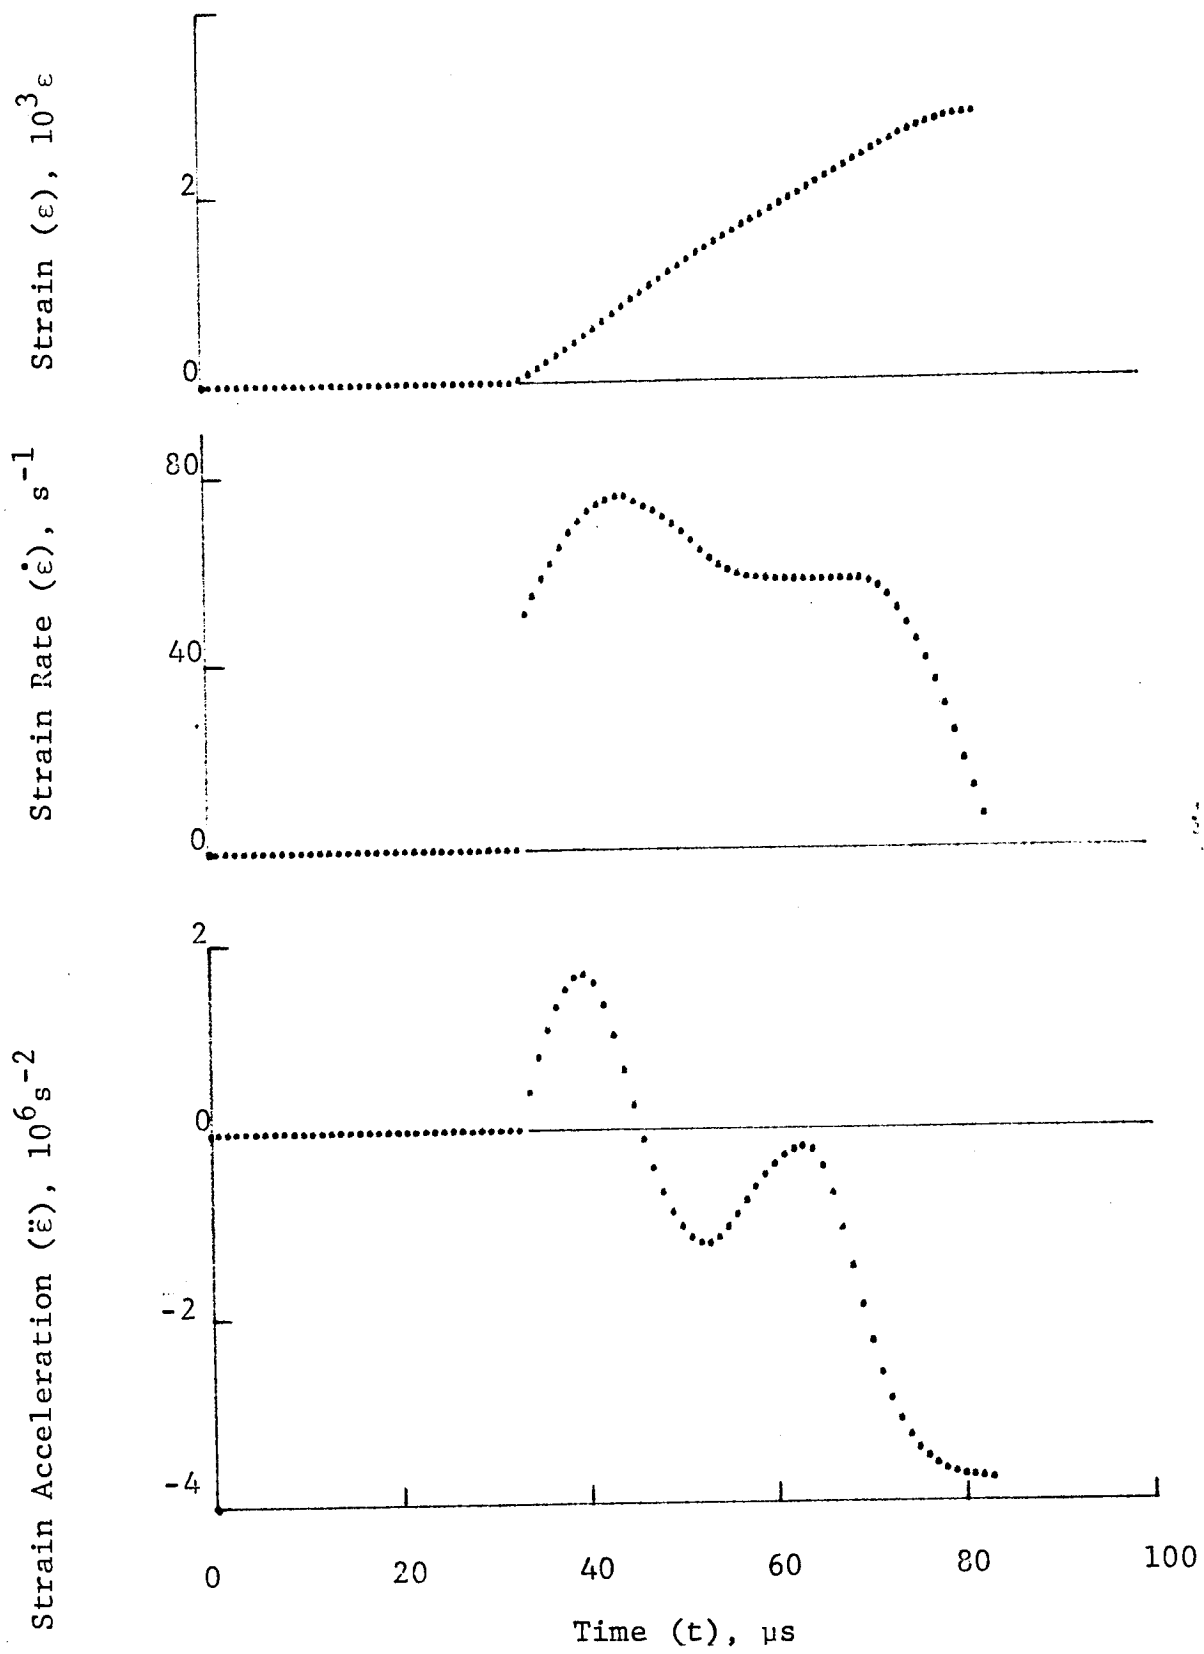 Strain (ε), 10³ε
2
0
Strain Rate (ε̇), s⁻¹
80
40
0
Strain Acceleration (ε̈), 10⁶s⁻²
2
0
-2
-4
0 20 40 60 80 100
Time (t), μs